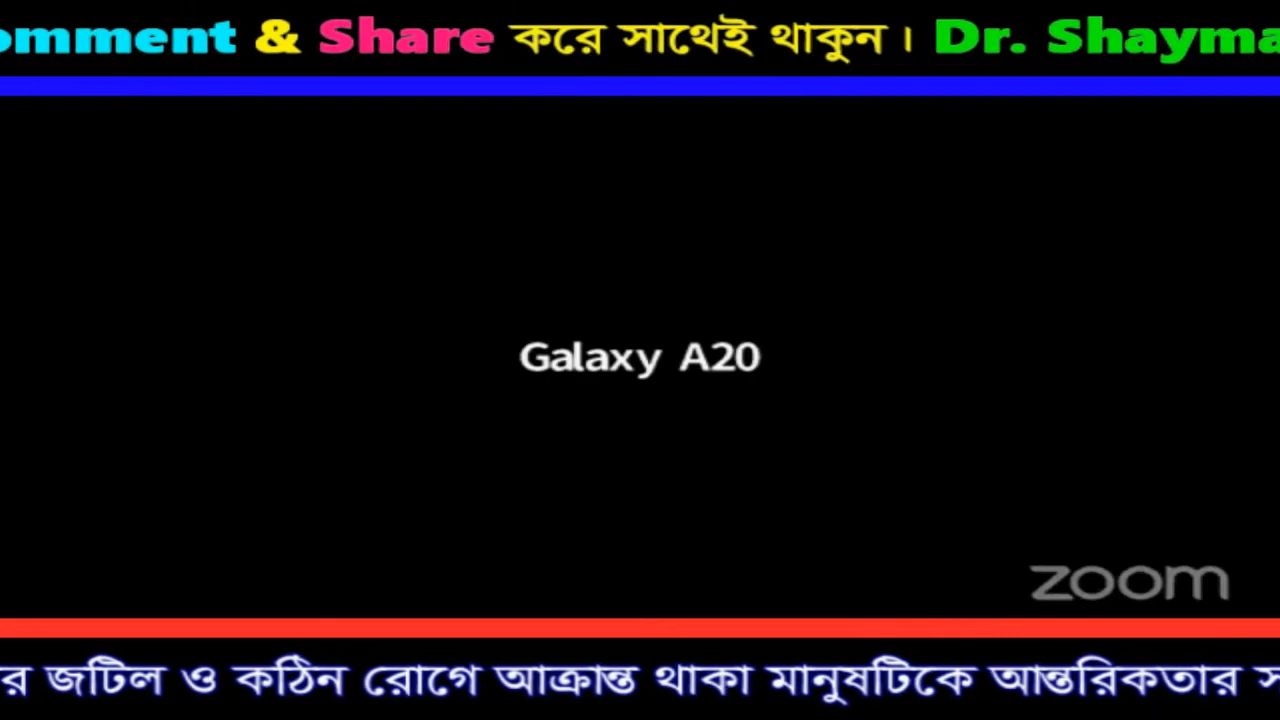 omment & Share করে সাথেই থাকুন। Dr. Shayma
Galaxy A20
zoom
র জটিল ও কঠিন রোগে আক্রান্ত থাকা মানুষটিকে আন্তরিকতার স